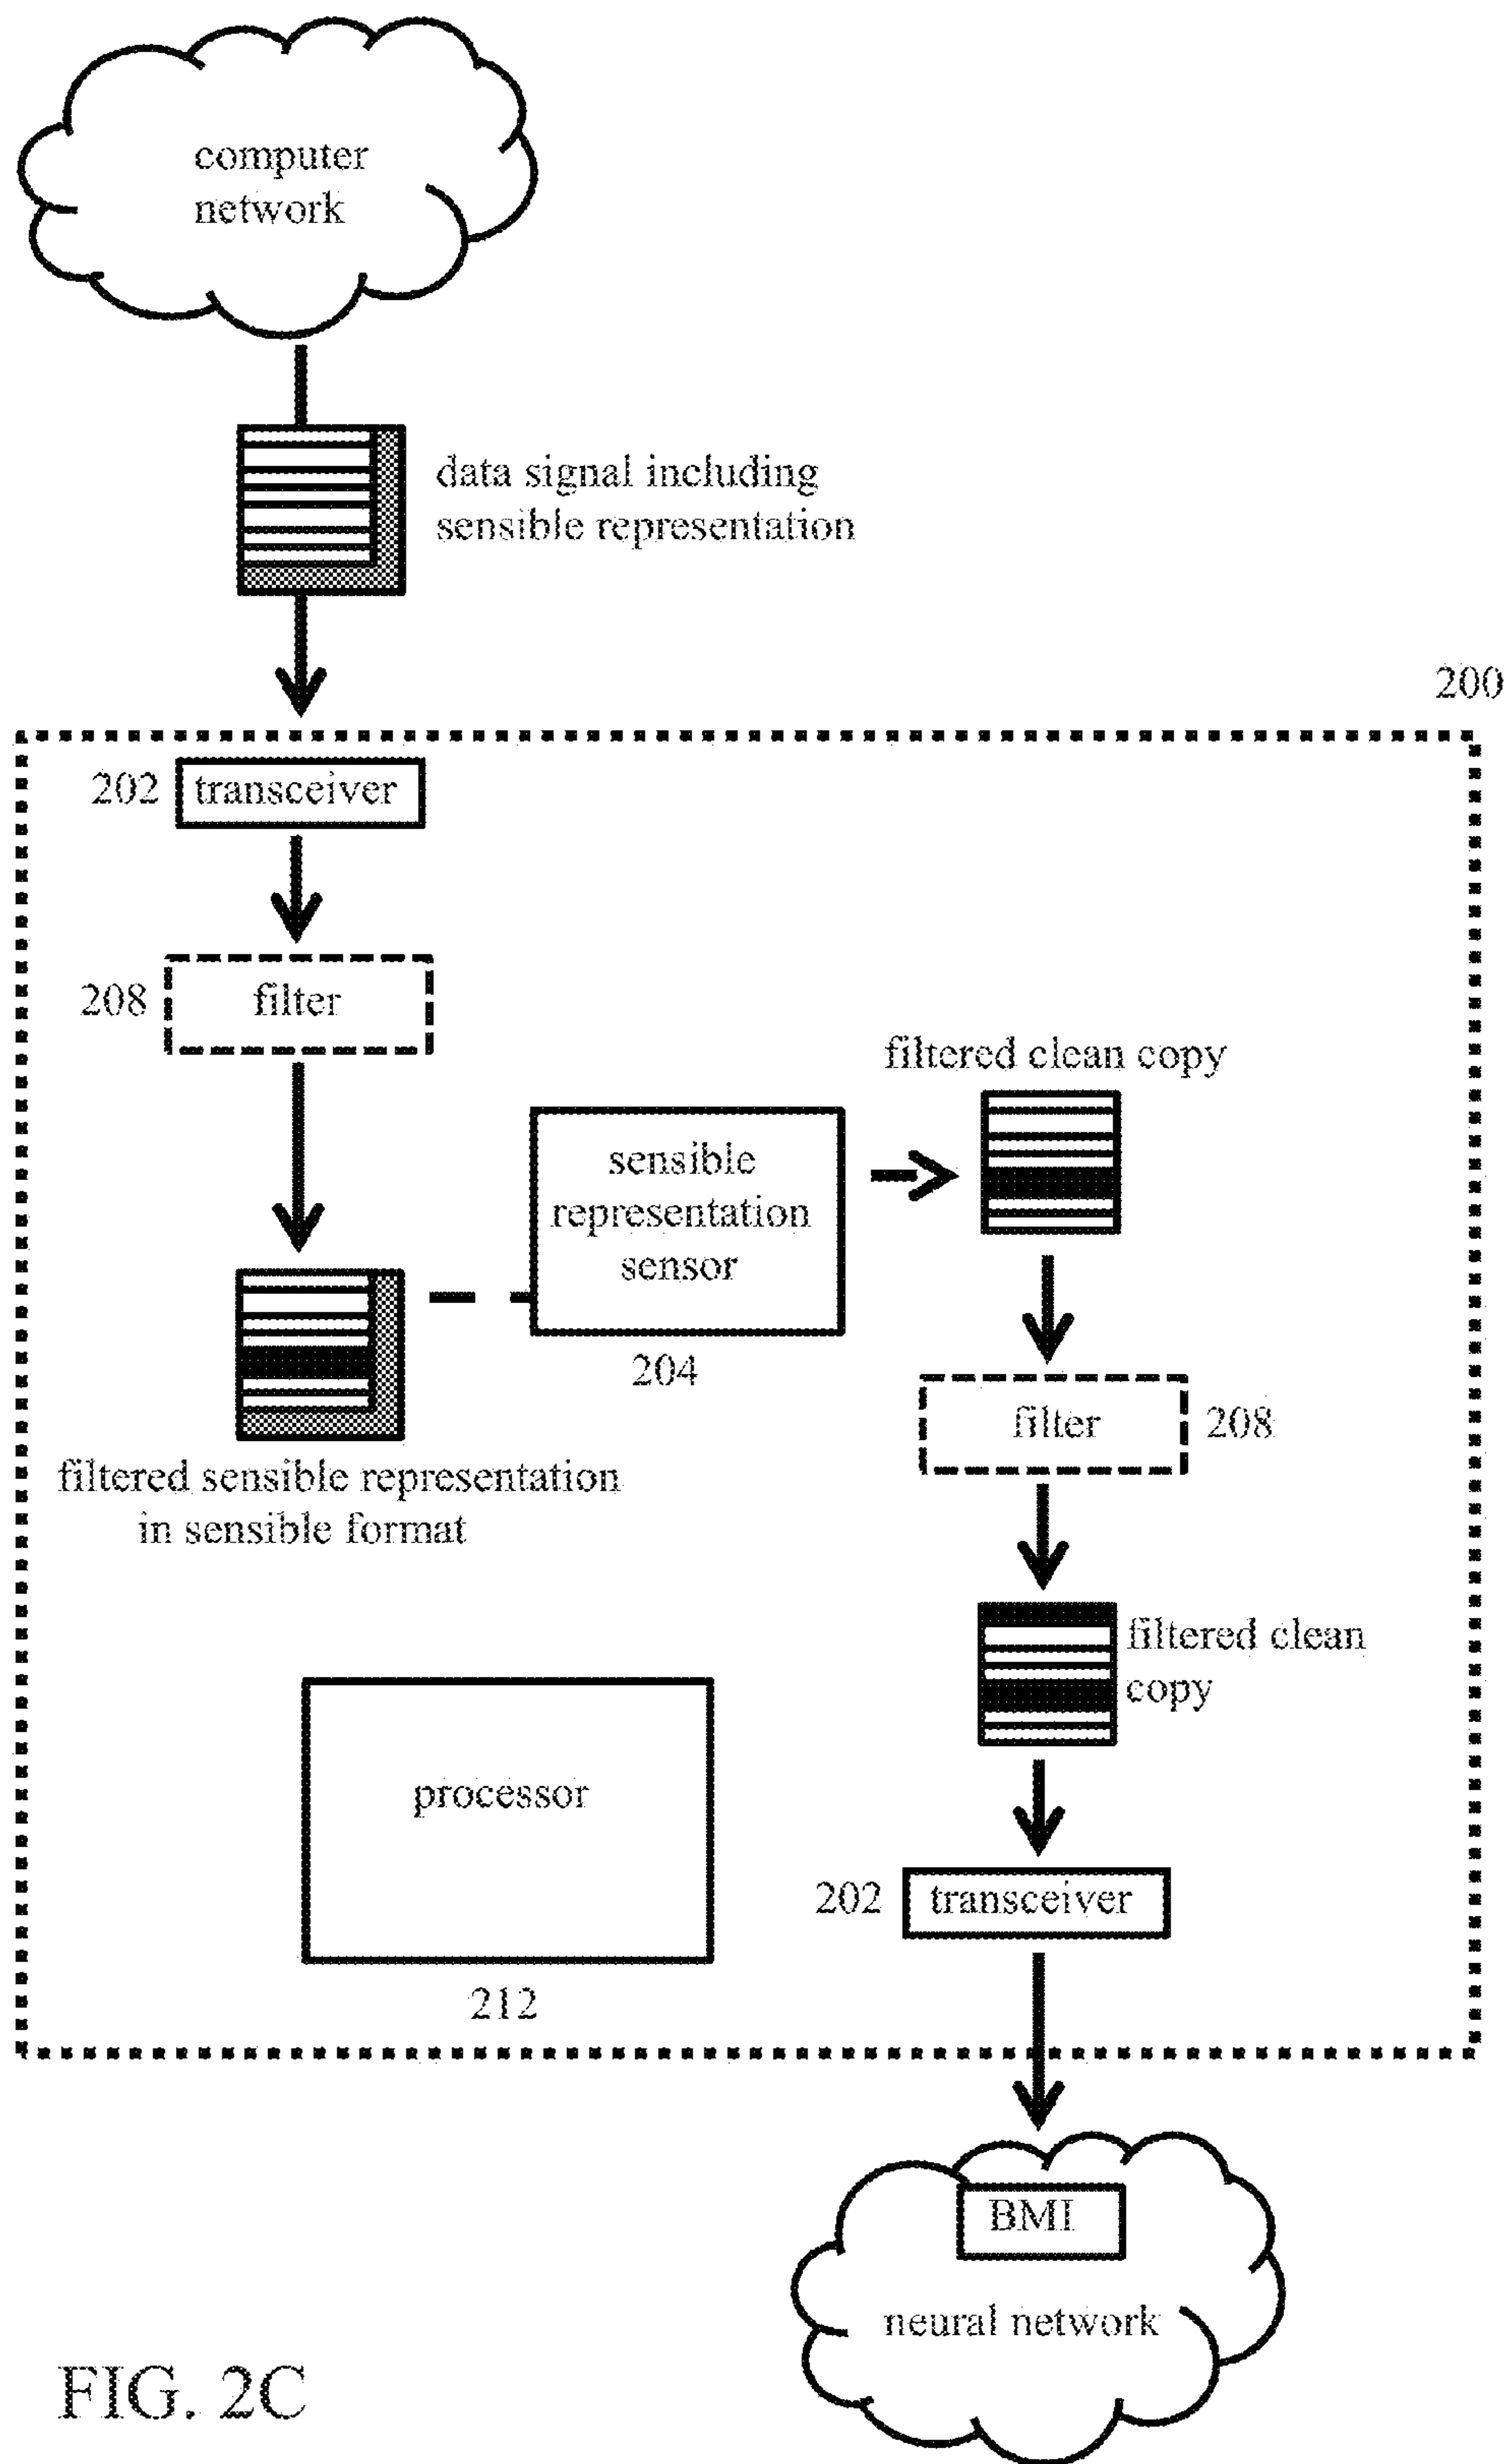 computer
network
data signal including
sensible representation
200
202 transceiver
208 filter
filtered clean copy
sensible
representation
sensor
204
filter 208
filtered sensible representation
in sensible format
filtered clean
copy
processor
202 transceiver
212
BMI
neural network
FIG. 2C